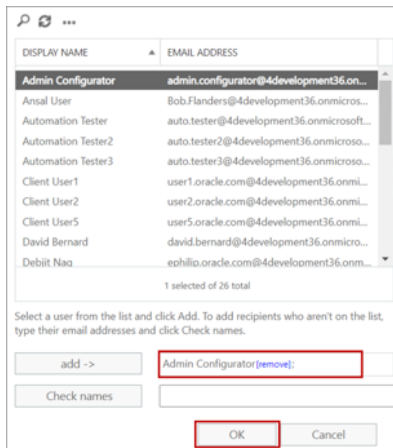 DISPLAY NAME EMAIL ADDRESS
Admin Configurator admin.configurator@4development36.on...
Ansal User Bob.Flanders@4development36.onmicros...
Automation Tester auto.tester@4development36.onmicrosoft...
Automation Tester2 auto.tester2@4development36.onmicroso...
Automation Tester3 auto.tester3@4development36.onmicroso...
Client User1 user1.oracle.com@4development36.onmi...
Client User2 user2.oracle.com@4development36.onmi...
Client User5 user5.oracle.com@4development36.onmi...
David Bernard david.bernard@4development36.onmicro...
Debjit Nag ephilip.oracle.com@4development36.onm...
1 selected of 26 total
Select a user from the list and click Add. To add recipients who aren't on the list,
type their email addresses and click Check names.
add -> Admin Configurator[remove];
Check names
OK Cancel